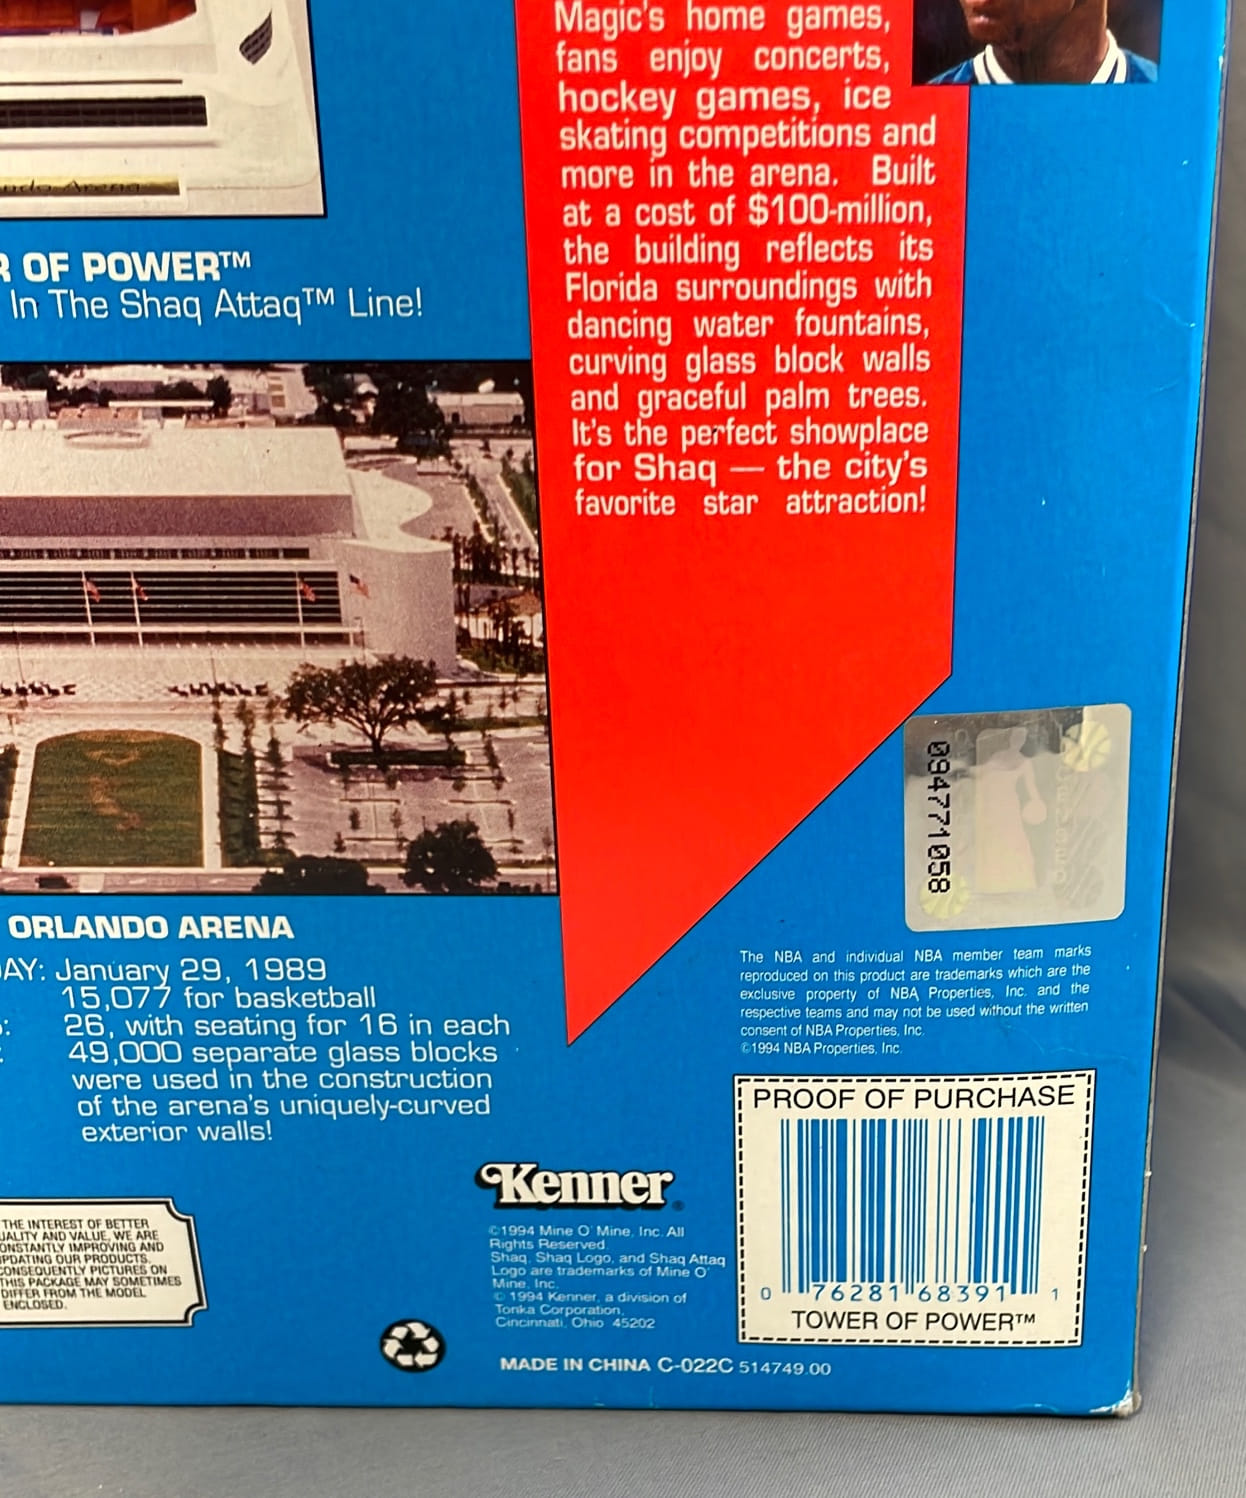 Magic's home games,
fans enjoy concerts,
hockey games, ice
skating competitions and
more in the arena. Built
at a cost of $100-million,
the building reflects its
Florida surroundings with
dancing water fountains,
curving glass block walls
and graceful palm trees.
It's the perfect showplace
for Shaq — the city's
favorite star attraction!
Arena
R OF POWER™
In The Shaq Attaq™ Line!
ORLANDO ARENA
AY: January 29, 1989
15,077 for basketball
26, with seating for 16 in each
49,000 separate glass blocks
were used in the construction
of the arena's uniquely-curved
exterior walls!
094771058
The NBA and individual NBA member team marks
reproduced on this product are trademarks which are the
exclusive property of NBA Properties, Inc. and the
respective teams and may not be used without the written
consent of NBA Properties, Inc.
©1994 NBA Properties, Inc.
PROOF OF PURCHASE
0 76281 68391 1
TOWER OF POWER™
THE INTEREST OF BETTER
UALITY AND VALUE, WE ARE
ONSTANTLY IMPROVING AND
PDATING OUR PRODUCTS.
CONSEQUENTLY PICTURES ON
THIS PACKAGE MAY SOMETIMES
DIFFER FROM THE MODEL
ENCLOSED.
Kenner®
©1994 Mine O' Mine, Inc. All
Rights Reserved.
Shaq, Shaq Logo, and Shaq Attaq
Logo are trademarks of Mine O'
Mine, Inc.
© 1994 Kenner, a division of
Tonka Corporation,
Cincinnati, Ohio 45202
MADE IN CHINA C-022C 514749.00